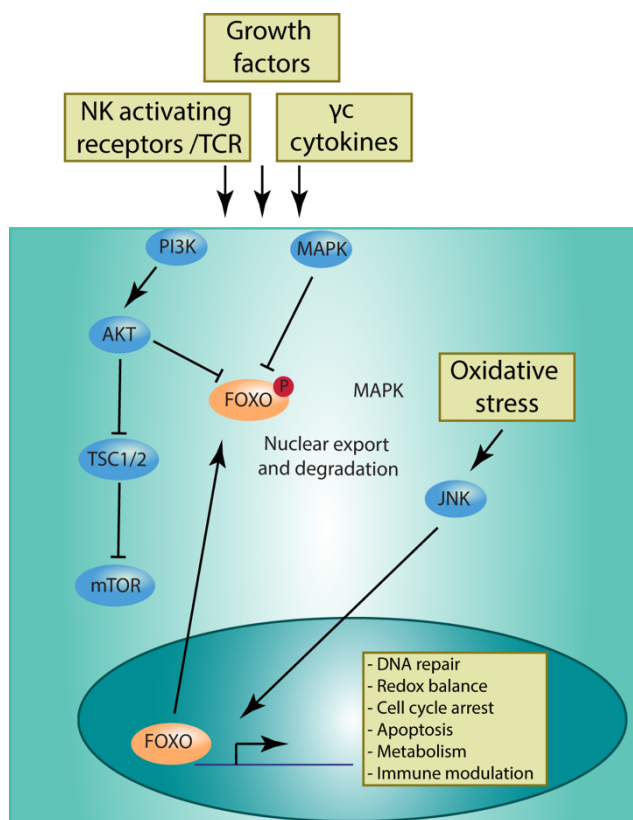 Growth
factors
NK activating
receptors /TCR
γc
cytokines
PI3K
MAPK
AKT
P
FOXO
MAPK
Oxidative
stress
Nuclear export
and degradation
TSC1/2
JNK
mTOR
FOXO
- DNA repair
- Redox balance
- Cell cycle arrest
- Apoptosis
- Metabolism
- Immune modulation